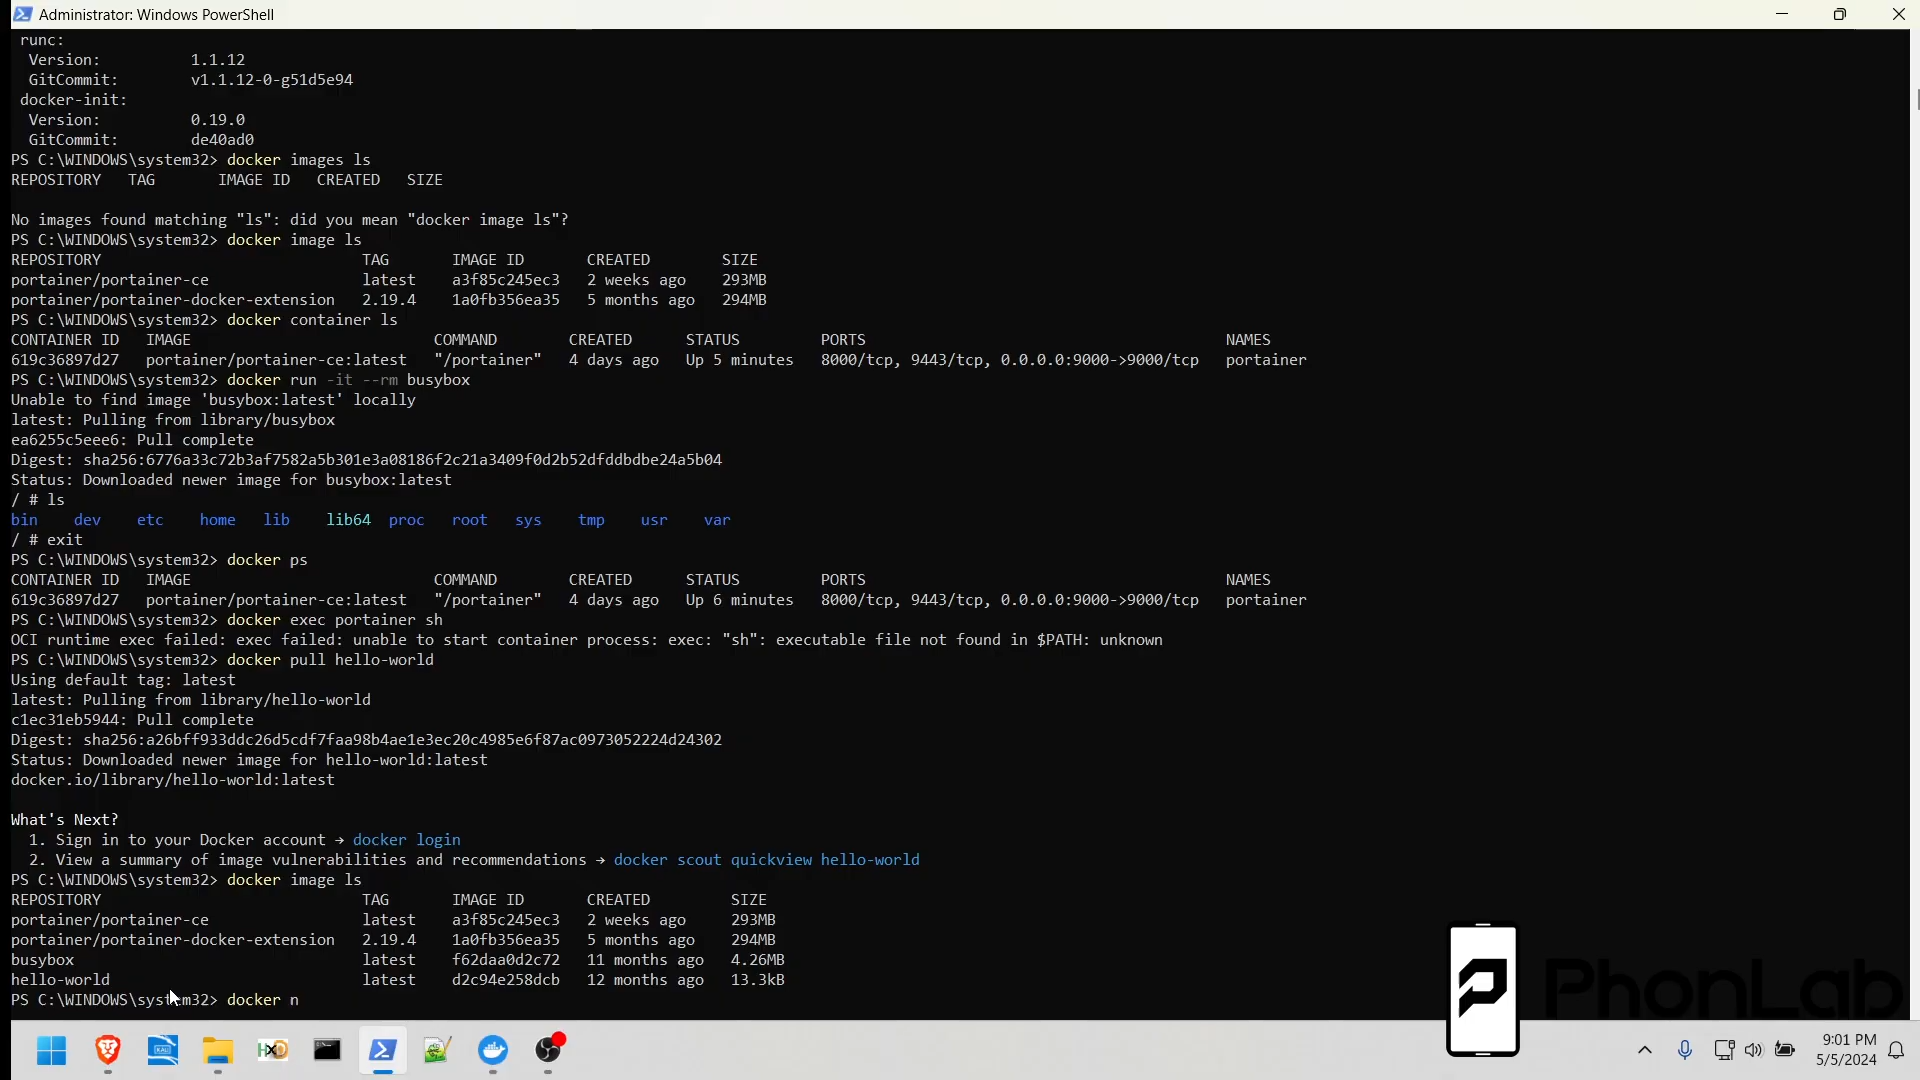 Administrator: Windows PowerShell
runc:
Version: 1.1.12
GitCommit: v1.1.12-0-g51d5e94
docker-init:
Version: 0.19.0
GitCommit: de40ad0
PS C:\WINDOWS\system32> docker images ls
REPOSITORY TAG IMAGE ID CREATED SIZE
No images found matching "ls": did you mean "docker image ls"?
PS C:\WINDOWS\system32> docker image ls
REPOSITORY TAG IMAGE ID CREATED SIZE
portainer/portainer-ce latest a3f85c245ec3 2 weeks ago 293MB
portainer/portainer-docker-extension 2.19.4 1a0fb356ea35 5 months ago 294MB
PS C:\WINDOWS\system32> docker container ls
CONTAINER ID IMAGE COMMAND CREATED STATUS PORTS NAMES
619c36897d27 portainer/portainer-ce:latest "/portainer" 4 days ago Up 5 minutes 8000/tcp, 9443/tcp, 0.0.0.0:9000->9000/tcp portainer
PS C:\WINDOWS\system32> docker run -it --rm busybox
Unable to find image 'busybox:latest' locally
latest: Pulling from library/busybox
ea6255c5eee6: Pull complete
Digest: sha256:6776a33c72b3af7582a5b301e3a08186f2c21a3409f0d2b52dfddbdbe24a5b04
Status: Downloaded newer image for busybox:latest
/ # ls
bin dev etc home lib lib64 proc root sys tmp usr var
/ # exit
PS C:\WINDOWS\system32> docker ps
CONTAINER ID IMAGE COMMAND CREATED STATUS PORTS NAMES
619c36897d27 portainer/portainer-ce:latest "/portainer" 4 days ago Up 6 minutes 8000/tcp, 9443/tcp, 0.0.0.0:9000->9000/tcp portainer
PS C:\WINDOWS\system32> docker exec portainer sh
OCI runtime exec failed: exec failed: unable to start container process: exec: "sh": executable file not found in $PATH: unknown
PS C:\WINDOWS\system32> docker pull hello-world
Using default tag: latest
latest: Pulling from library/hello-world
c1ec31eb5944: Pull complete
Digest: sha256:a26bff933ddc26d5cdf7faa98b4ae1e3ec20c4985e6f87ac0973052224d24302
Status: Downloaded newer image for hello-world:latest
docker.io/library/hello-world:latest
What's Next?
1. Sign in to your Docker account → docker login
2. View a summary of image vulnerabilities and recommendations → docker scout quickview hello-world
PS C:\WINDOWS\system32> docker image ls
REPOSITORY TAG IMAGE ID CREATED SIZE
portainer/portainer-ce latest a3f85c245ec3 2 weeks ago 293MB
portainer/portainer-docker-extension 2.19.4 1a0fb356ea35 5 months ago 294MB
busybox latest f62daa0d2c72 11 months ago 4.26MB
hello-world latest d2c94e258dcb 12 months ago 13.3kB
PS C:\WINDOWS\system32> docker n
PhonLab
9:01 PM
5/5/2024